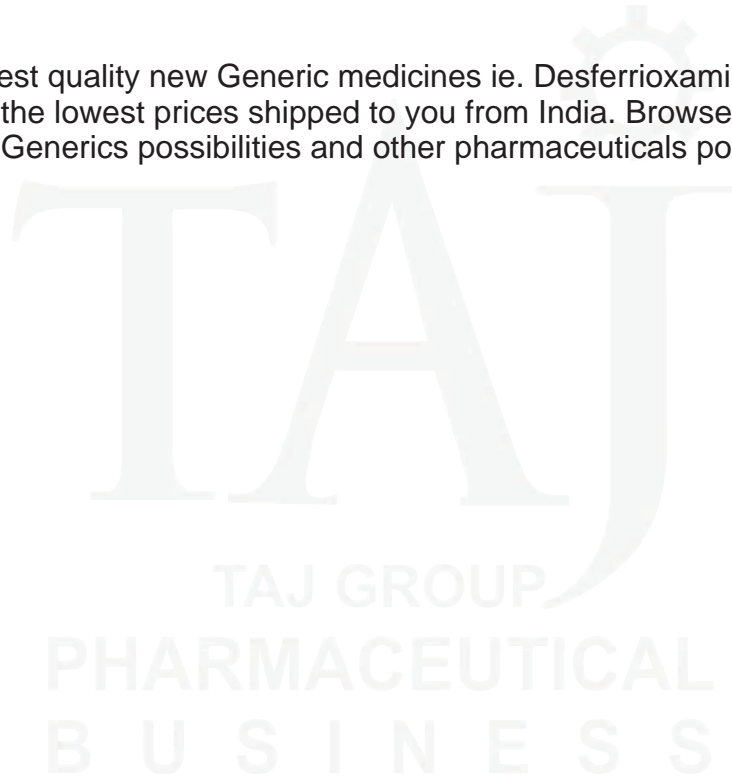 est quality new Generic medicines ie. Desferrioxami
the lowest prices shipped to you from India. Browse
Generics possibilities and other pharmaceuticals po
TAJ
TAJ GROUP
PHARMACEUTICAL
BUSINESS